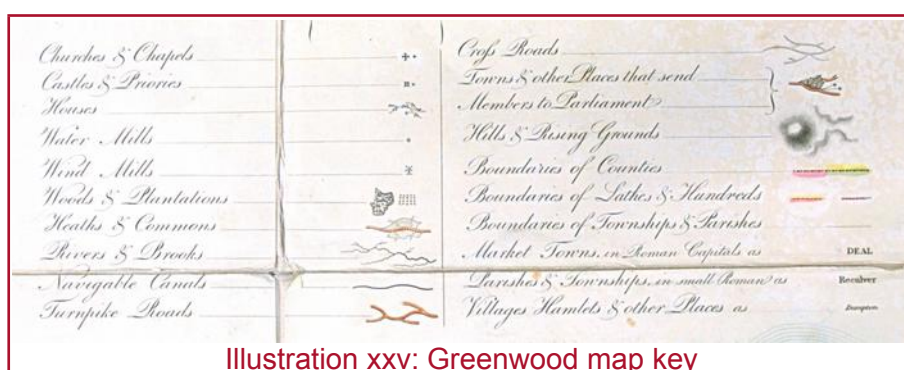 Churches & Chapels
Castles & Priories
Houses
Water Mills
Wind Mills
Woods & Plantations
Heaths & Commons
Rivers & Brooks
Navigable Canals
Turnpike Roads
Cross Roads
Towns & other Places that send
Members to Parliament
Hills & Rising Grounds
Boundaries of Counties
Boundaries of Lathes & Hundreds
Boundaries of Townships & Parishes
Market Towns, in Roman Capitals as DEAL
Parishes & Townships, in small Roman as Reculver
Villages Hamlets & other Places as
Illustration xxv: Greenwood map key